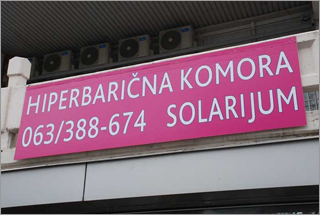 HIPERBARIČNA KOMORA
063/388-674 SOLARIJUM